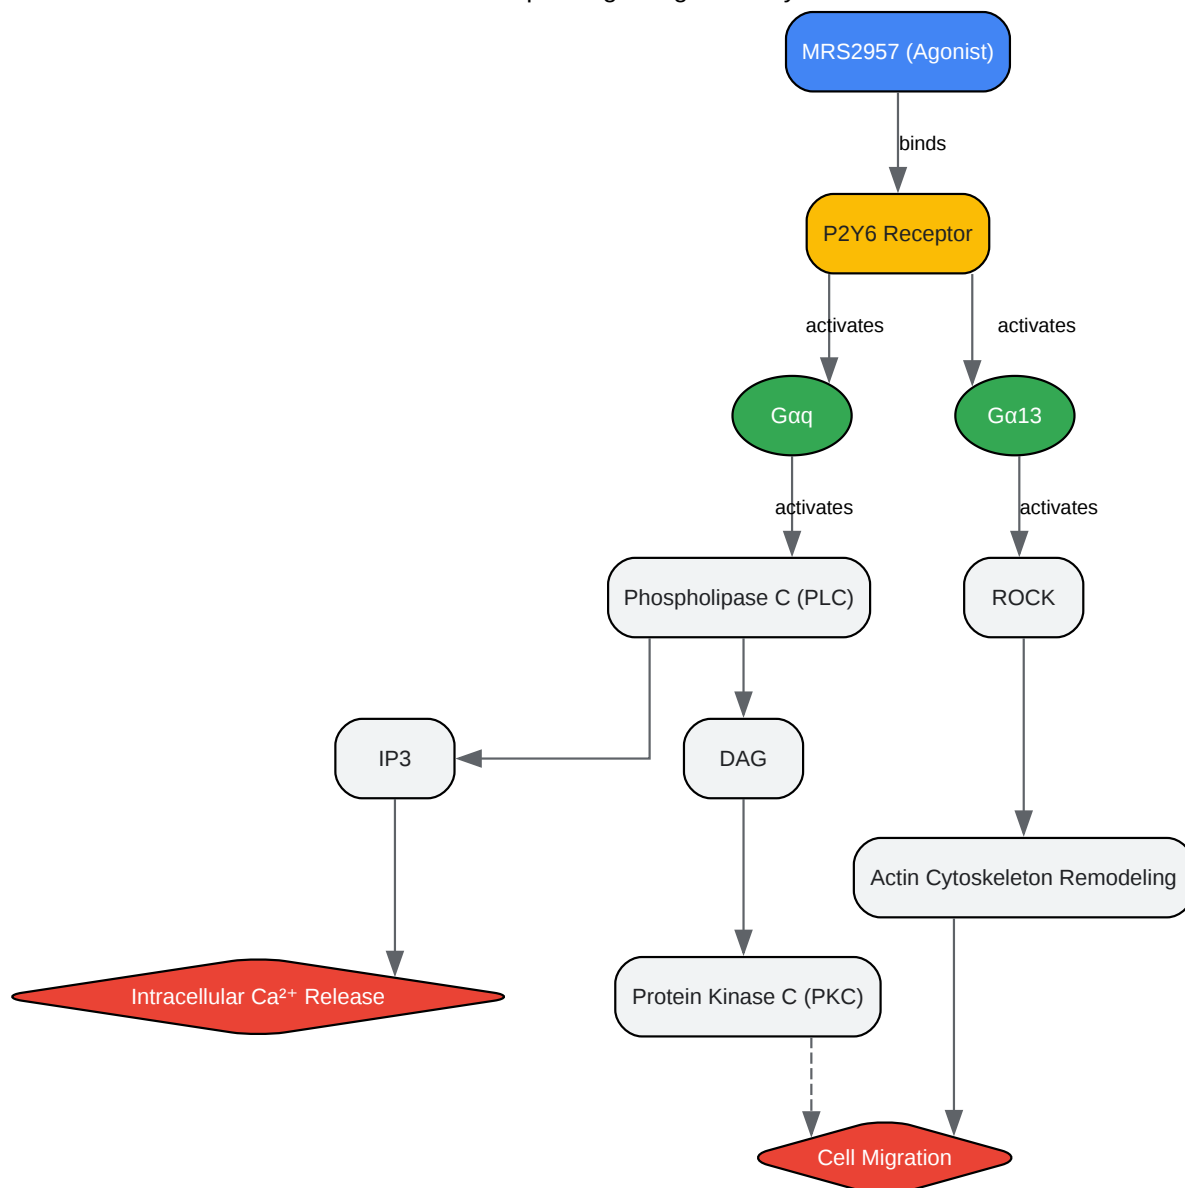 MRS2957 (Agonist)
binds
P2Y6 Receptor
activates
activates
Gαq
Gα13
activates
activates
Phospholipase C (PLC)
ROCK
IP3
DAG
Actin Cytoskeleton Remodeling
Intracellular Ca²⁺ Release
Protein Kinase C (PKC)
Cell Migration